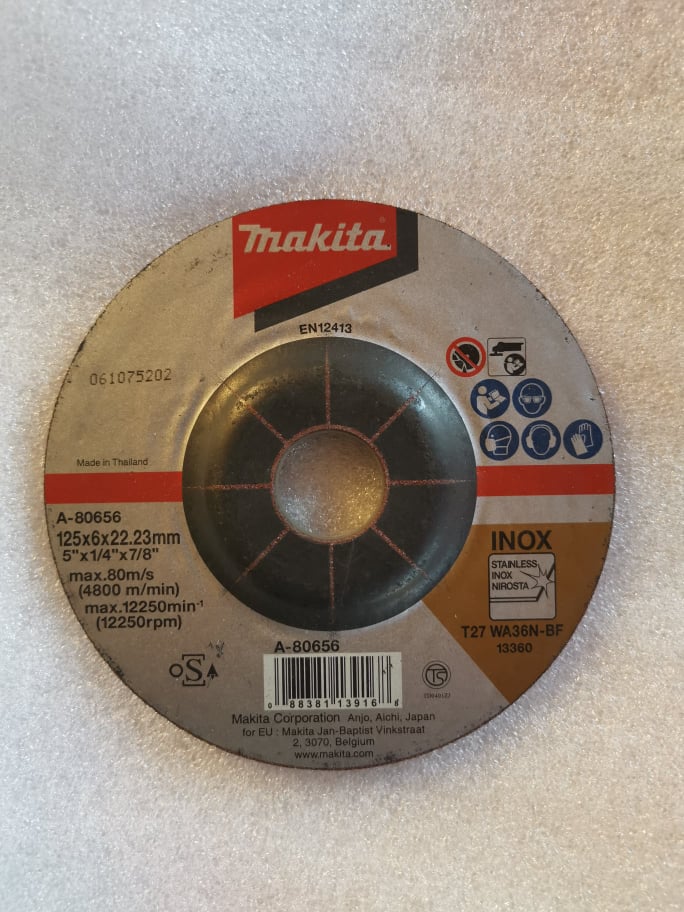 makita®
EN12413
061075202
Made in Thailand
A-80656
125x6x22.23mm
5"x1/4"x7/8"
max.80m/s
(4800 m/min)
max.12250min⁻¹
(12250rpm)
INOX
STAINLESS
INOX
NIROSTA
T27 WA36N-BF
13360
S
A-80656
0 88381 13916
TS
Makita Corporation Anjo, Aichi, Japan
for EU : Makita Jan-Baptist Vinkstraat
2, 3070, Belgium
www.makita.com